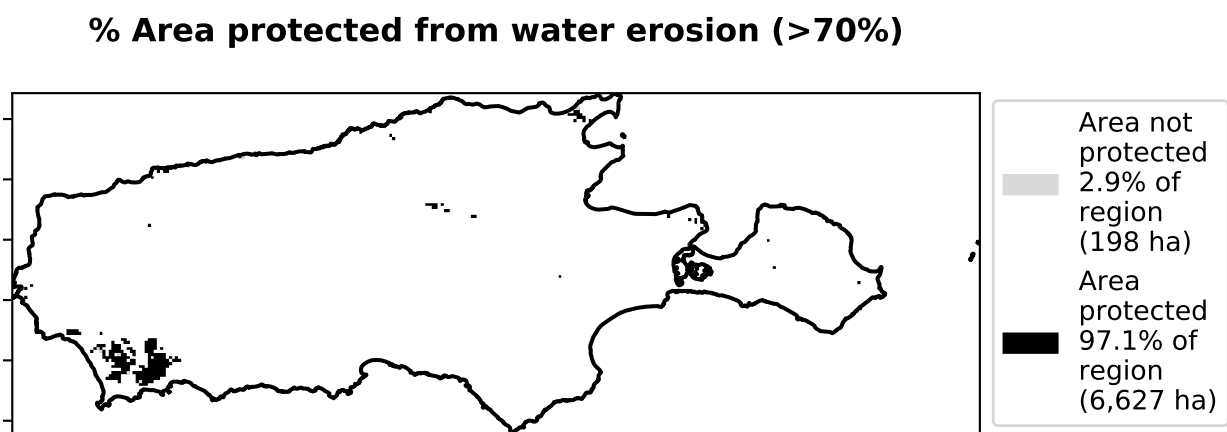 % Area protected from water erosion (>70%)
Area not
protected
2.9% of
region
(198 ha)
Area
protected
97.1% of
region
(6,627 ha)